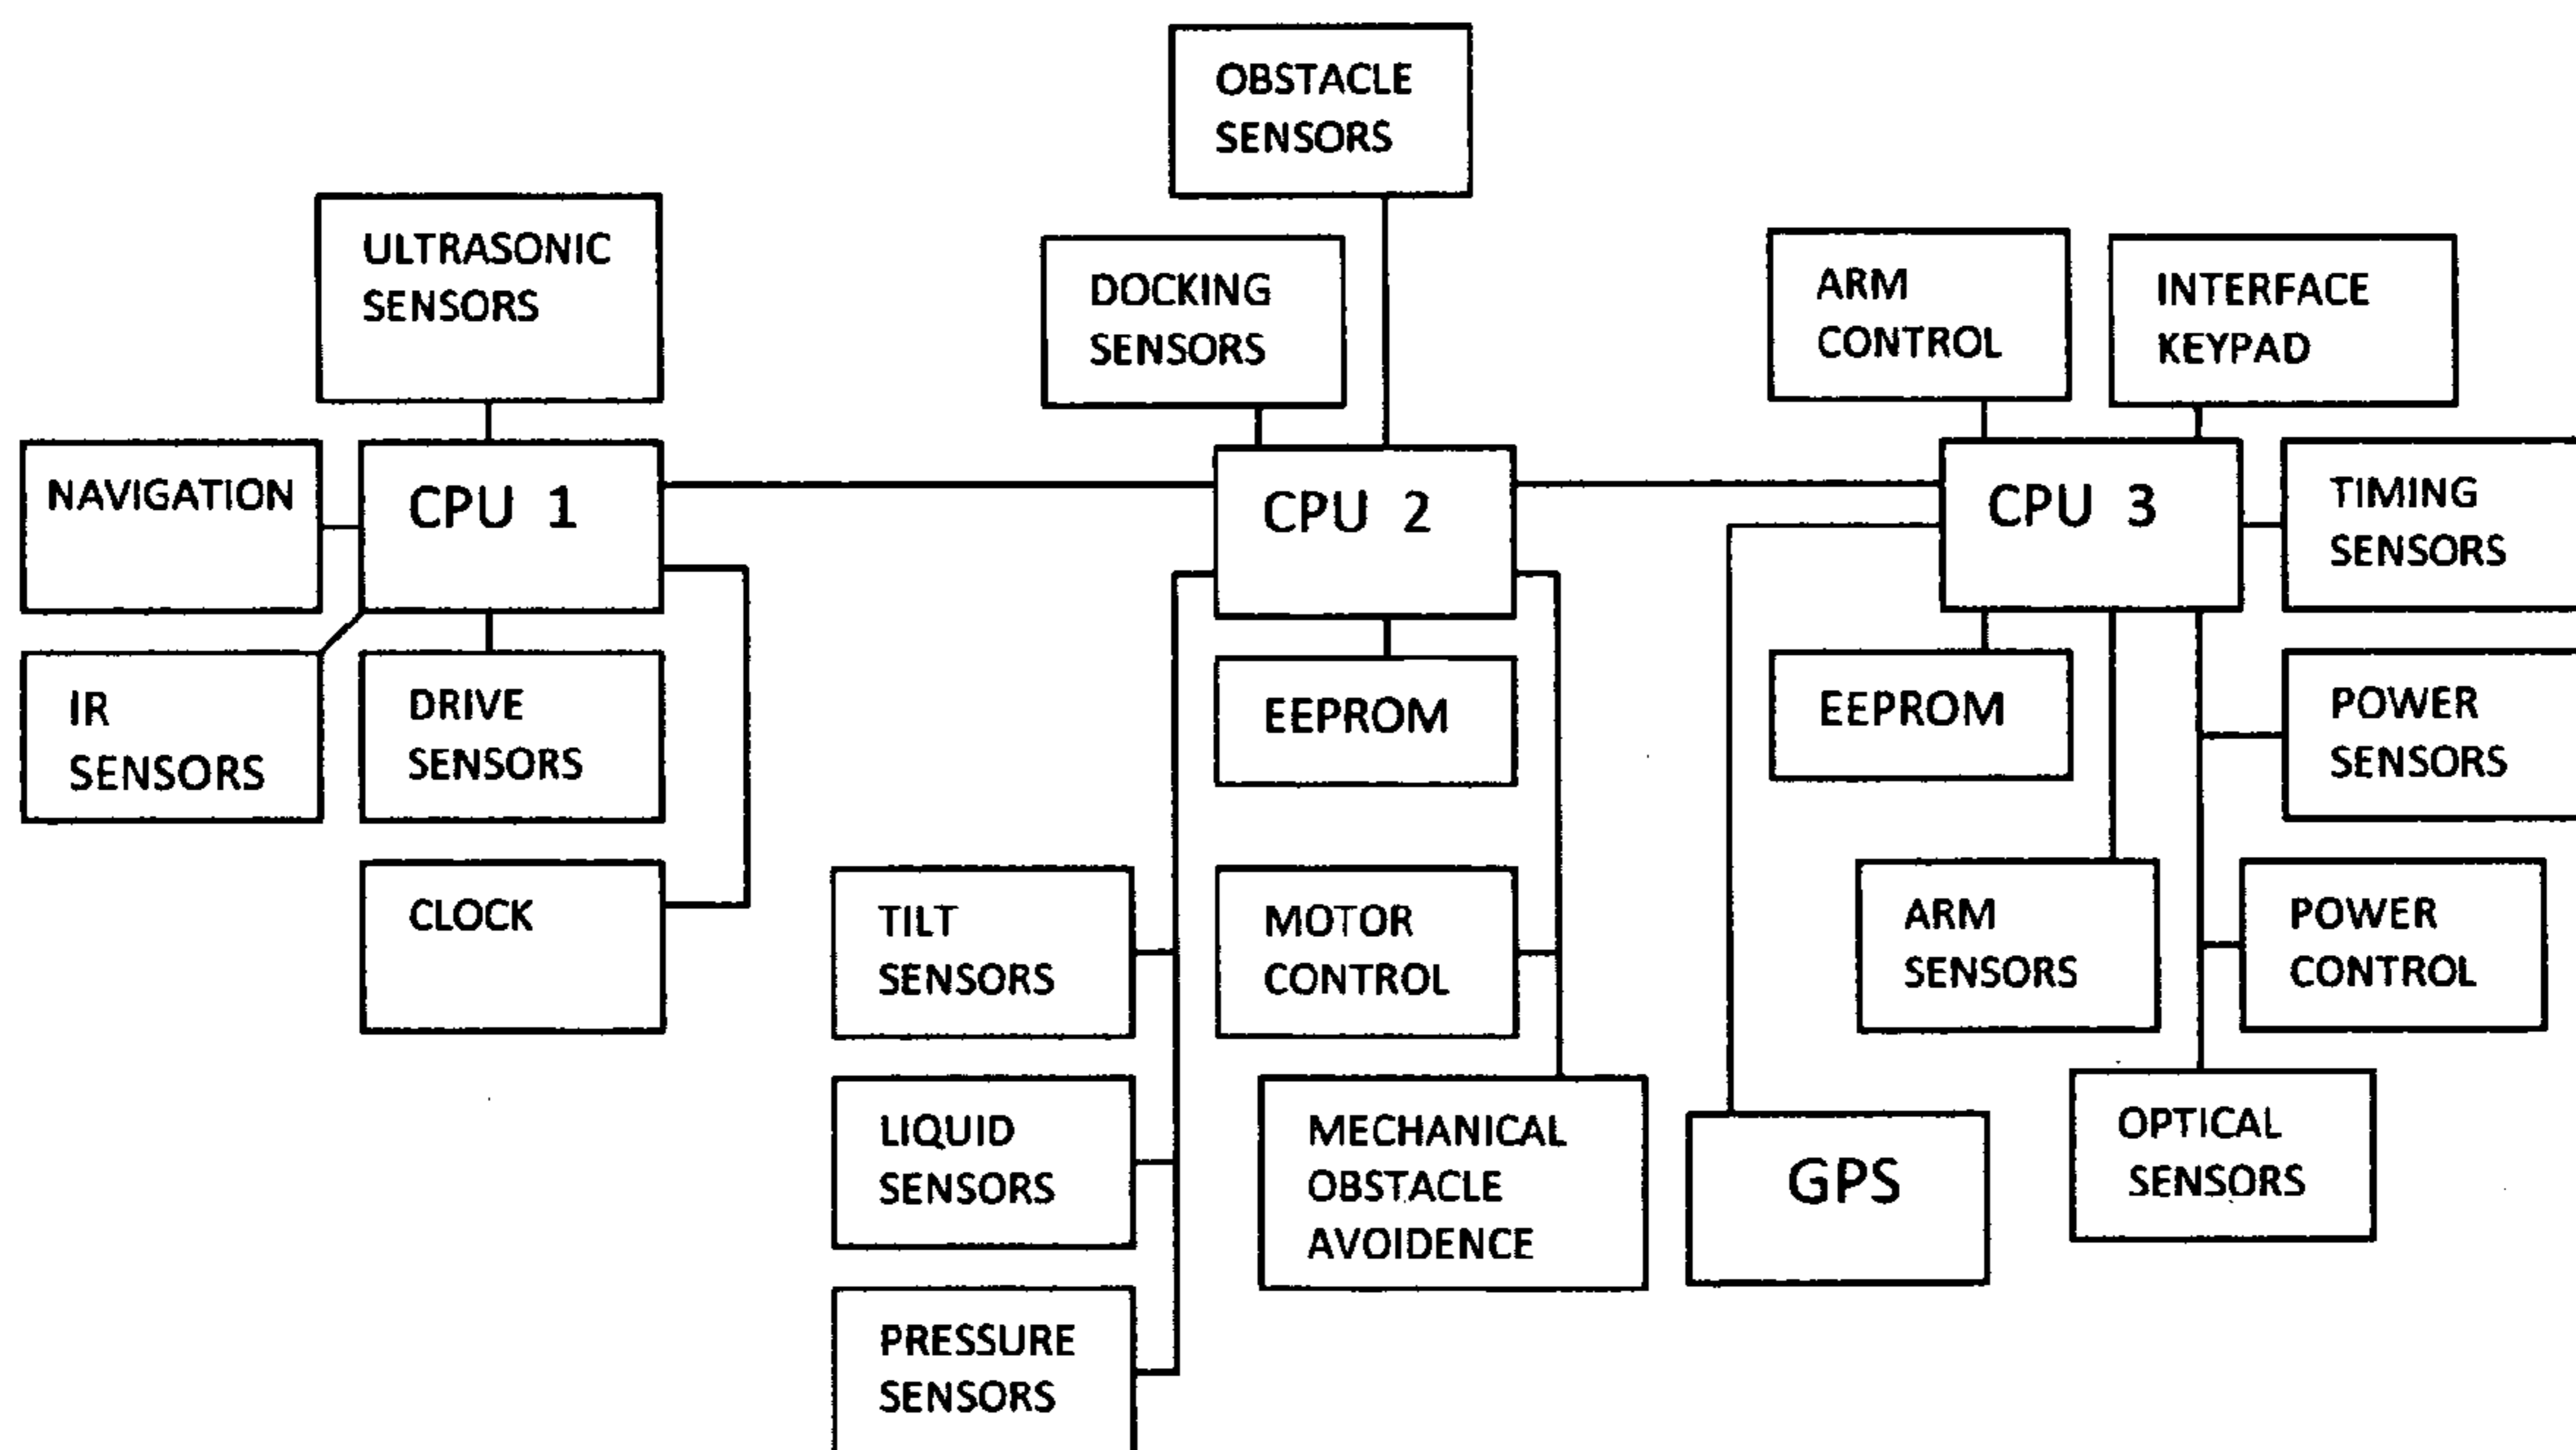 OBSTACLE
SENSORS
ULTRASONIC
SENSORS
DOCKING
SENSORS
ARM
CONTROL
INTERFACE
KEYPAD
NAVIGATION
CPU 1
CPU 2
CPU 3
TIMING
SENSORS
IR
SENSORS
DRIVE
SENSORS
EEPROM
EEPROM
POWER
SENSORS
CLOCK
TILT
SENSORS
MOTOR
CONTROL
ARM
SENSORS
POWER
CONTROL
LIQUID
SENSORS
MECHANICAL
OBSTACLE
AVOIDENCE
GPS
OPTICAL
SENSORS
PRESSURE
SENSORS